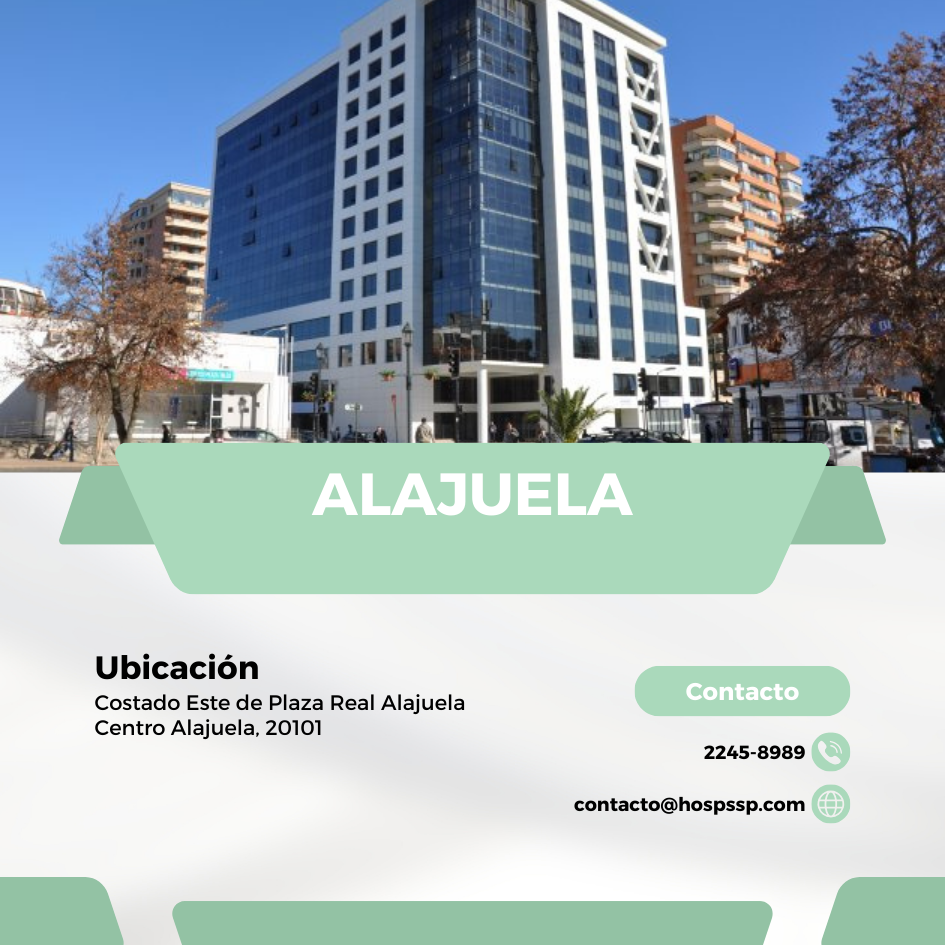 ALAJUELA
Ubicación
Costado Este de Plaza Real Alajuela
Centro Alajuela, 20101
Contacto
2245-8989
contacto@hospssp.com